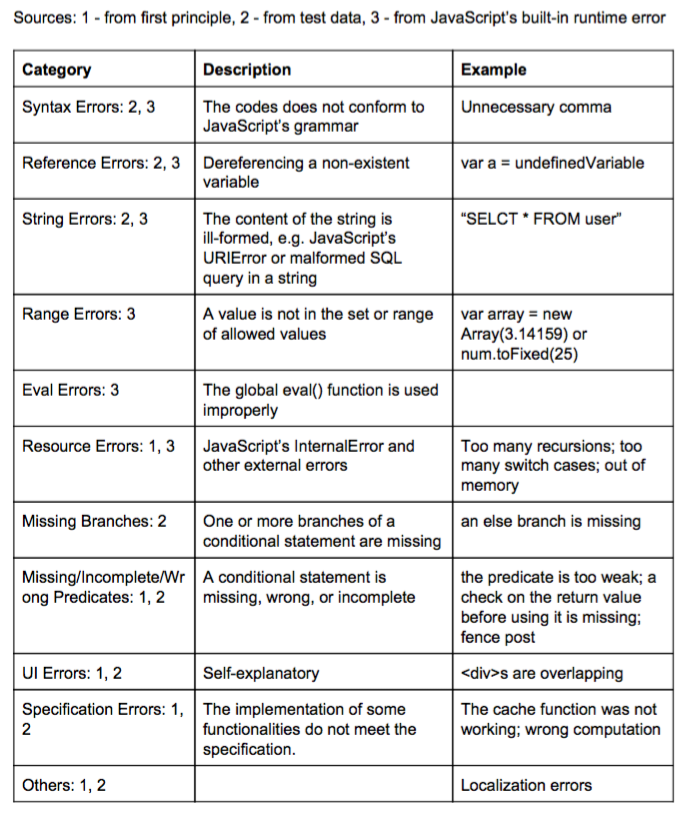 Sources: 1 - from first principle, 2 - from test data, 3 - from JavaScript's built-in runtime error
Category Description Example
Syntax Errors: 2, 3 The codes does not conform to Unnecessary comma
JavaScript's grammar
Reference Errors: 2, 3 Dereferencing a non-existent var a = undefinedVariable
variable
String Errors: 2, 3 The content of the string is "SELCT * FROM user"
ill-formed, e.g. JavaScript's
URIError or malformed SQL
query in a string
Range Errors: 3 A value is not in the set or range var array = new
of allowed values Array(3.14159) or
num.toFixed(25)
Eval Errors: 3 The global eval() function is used
improperly
Resource Errors: 1, 3 JavaScript's InternalError and Too many recursions; too
other external errors many switch cases; out of
memory
Missing Branches: 2 One or more branches of a an else branch is missing
conditional statement are missing
Missing/Incomplete/Wr A conditional statement is the predicate is too weak; a
ong Predicates: 1, 2 missing, wrong, or incomplete check on the return value
before using it is missing;
fence post
UI Errors: 1, 2 Self-explanatory <div>s are overlapping
Specification Errors: 1, The implementation of some The cache function was not
2 functionalities do not meet the working; wrong computation
specification.
Others: 1, 2 Localization errors